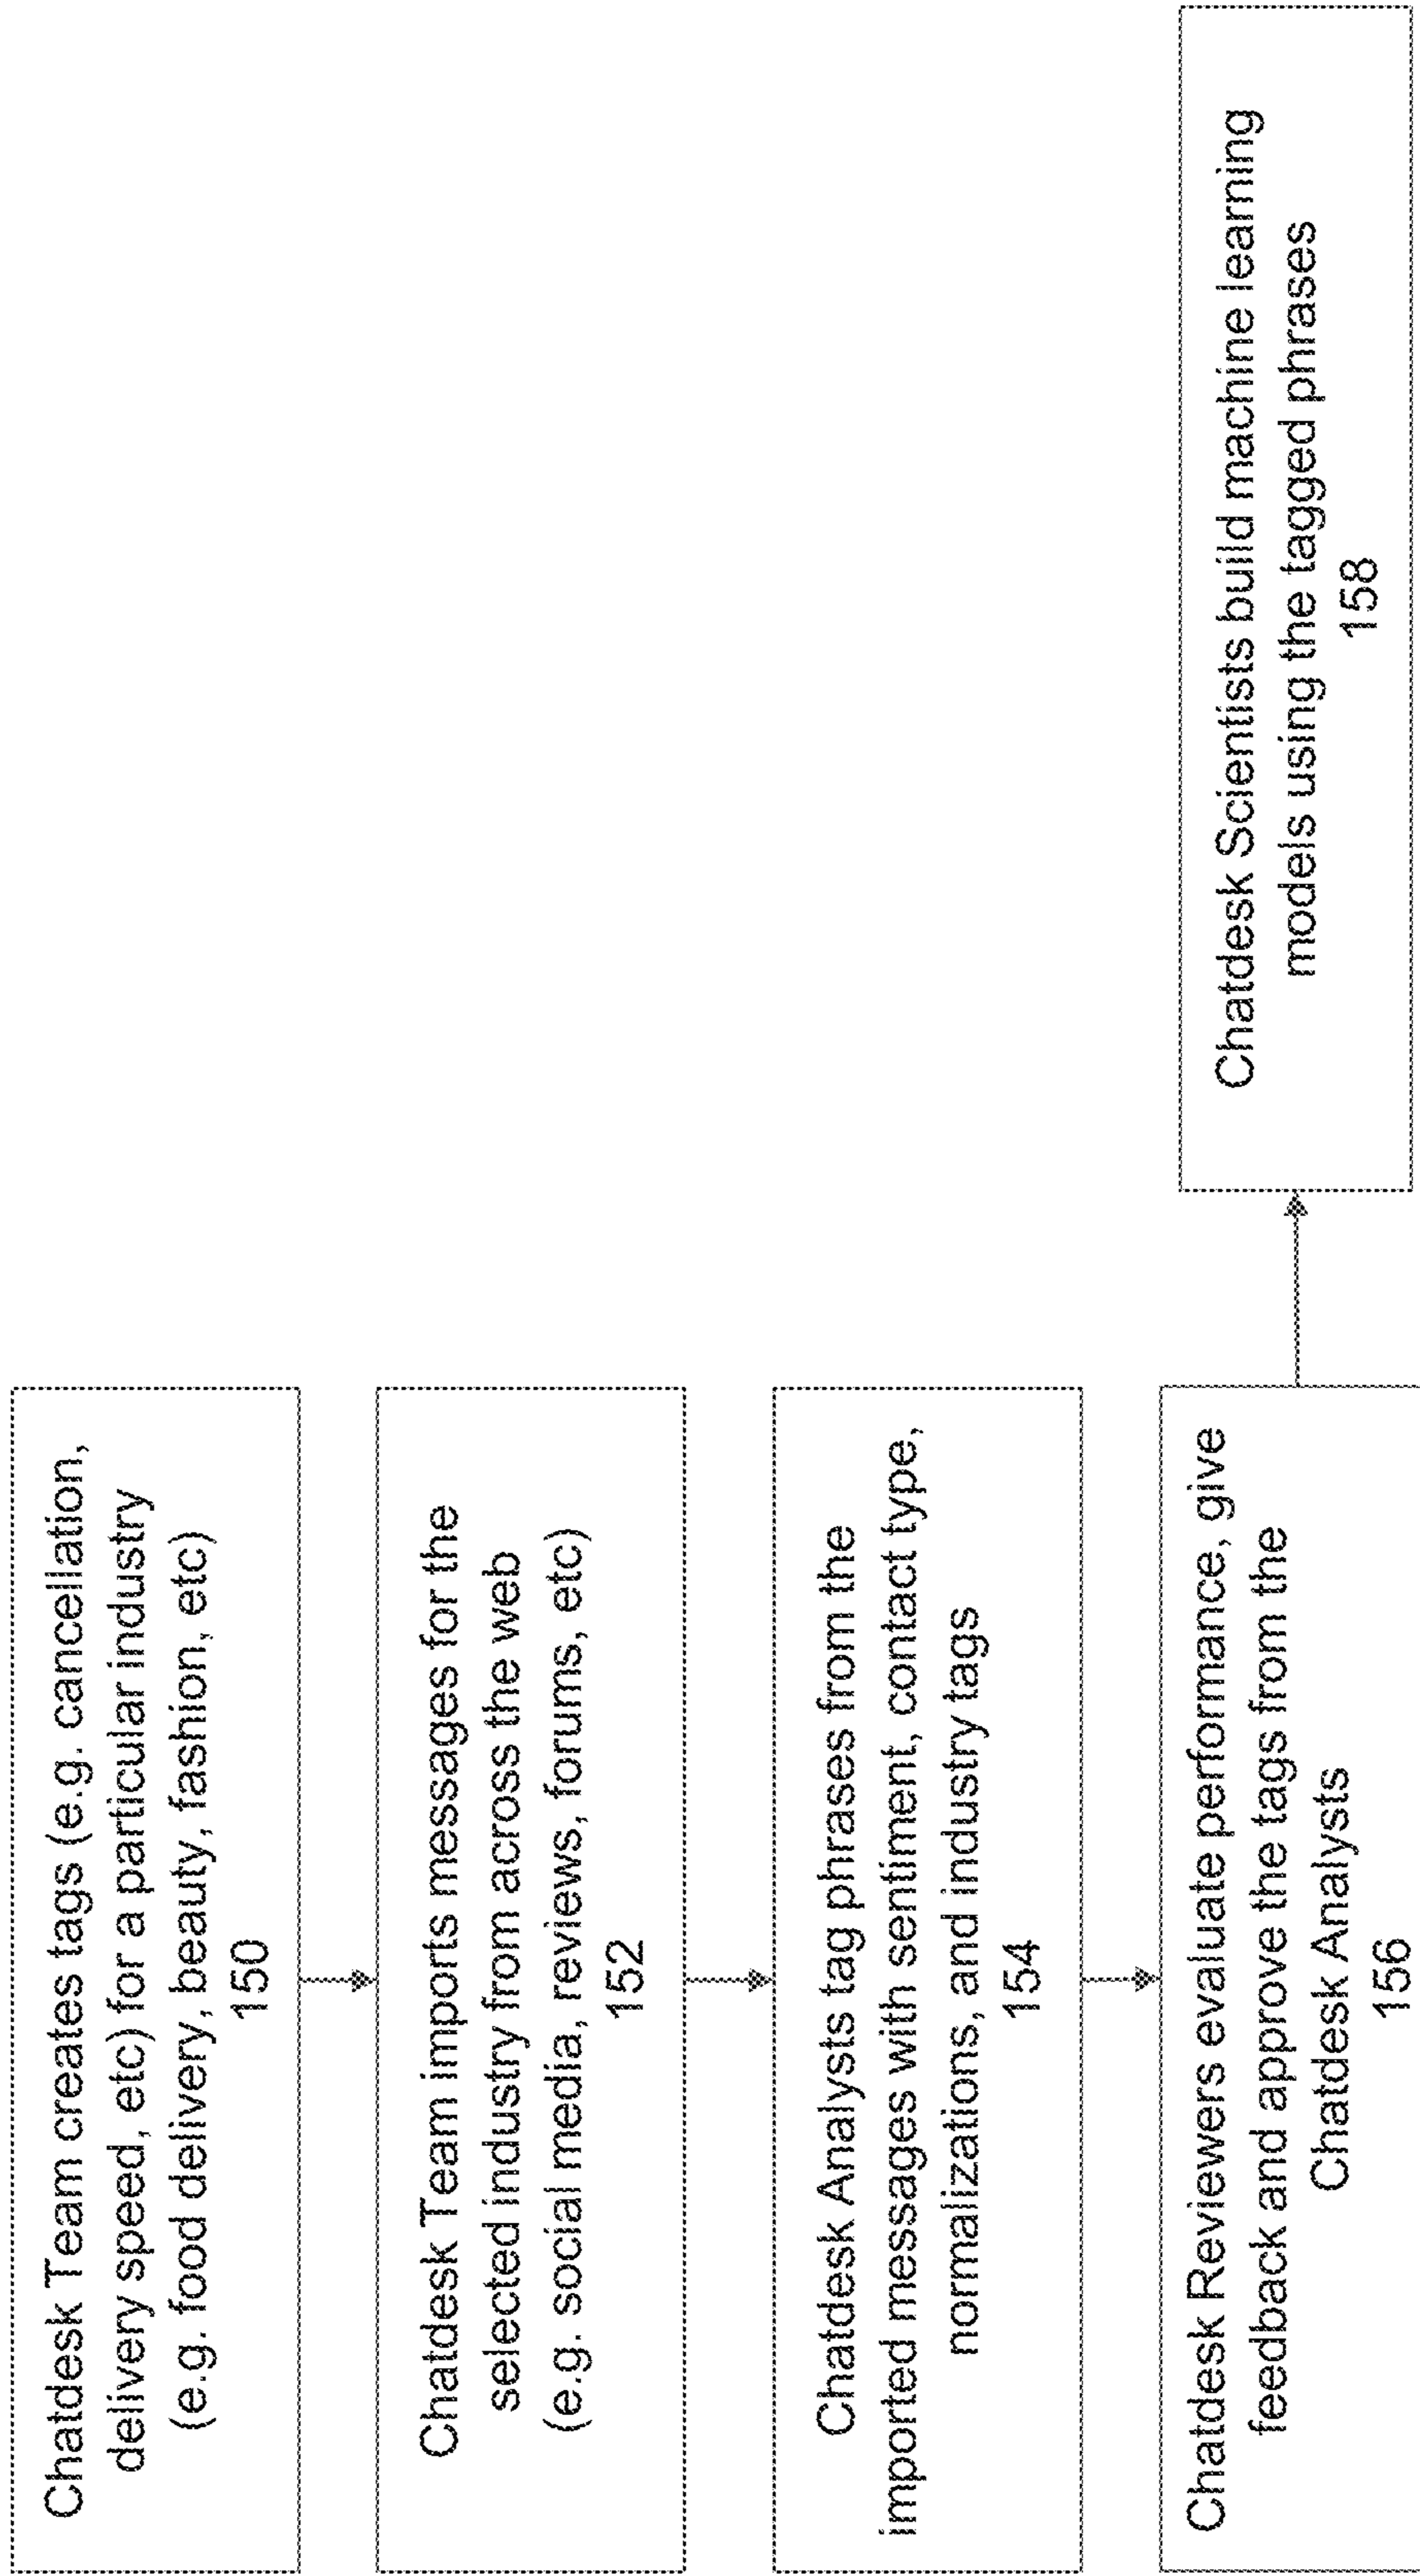 Chatdesk Team creates tags (e.g. cancellation,
delivery speed, etc) for a particular industry
(e.g. food delivery, beauty, fashion, etc)
150
Chatdesk Team imports messages for the
selected industry from across the web
(e.g. social media, reviews, forums, etc)
152
Chatdesk Analysts tag phrases from the
imported messages with sentiment, contact type,
normalizations, and industry tags
154
Chatdesk Reviewers evaluate performance, give
feedback and approve the tags from the
Chatdesk Analysts
156
Chatdesk Scientists build machine learning
models using the tagged phrases
158